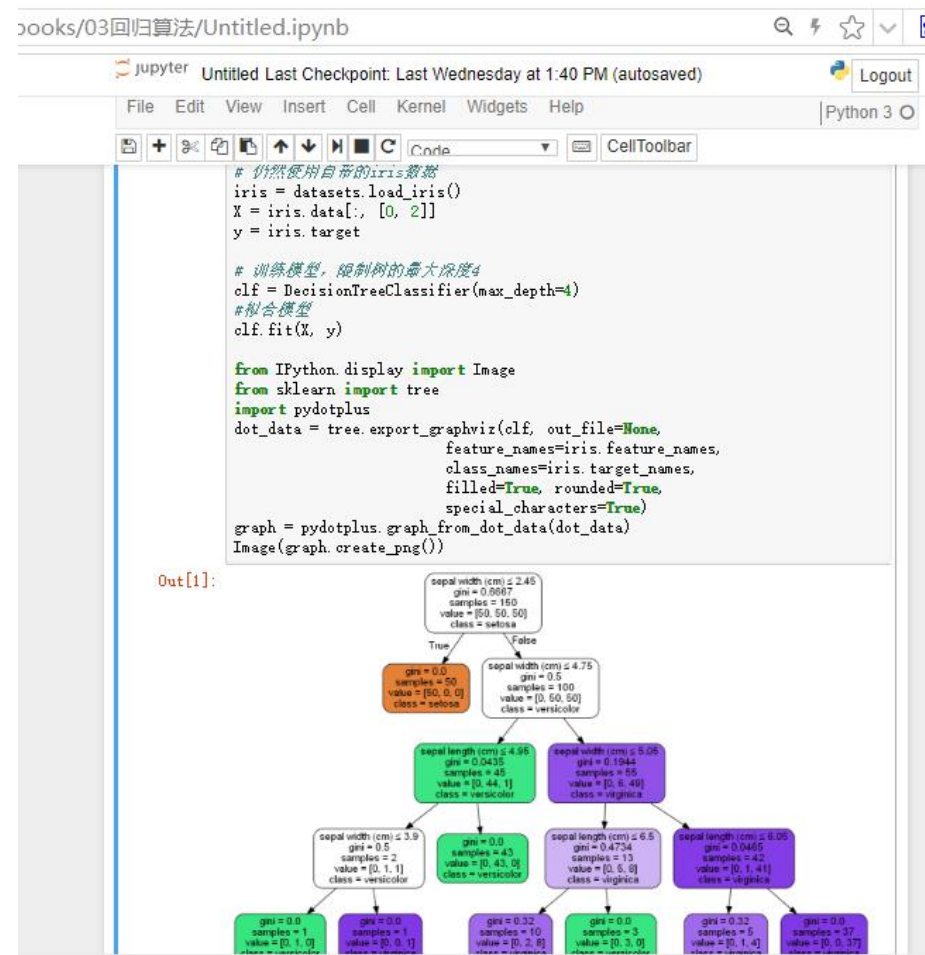 ooks/03回归算法/Untitled.ipynb
jupyter Untitled Last Checkpoint: Last Wednesday at 1:40 PM (autosaved)
Logout
File Edit View Insert Cell Kernel Widgets Help
Python 3
Code
CellToolbar
# 仍然使用自带的iris数据
iris = datasets.load_iris()
X = iris.data[:, [0, 2]]
y = iris.target
# 训练模型，限制树的最大深度4
clf = DecisionTreeClassifier(max_depth=4)
#拟合模型
clf.fit(X, y)
from IPython.display import Image
from sklearn import tree
import pydotplus
dot_data = tree.export_graphviz(clf, out_file=None,
feature_names=iris.feature_names,
class_names=iris.target_names,
filled=True, rounded=True,
special_characters=True)
graph = pydotplus.graph_from_dot_data(dot_data)
Image(graph.create_png())
Out[1]:
sepal width (cm) ≤ 2.45
gini = 0.6667
samples = 150
value = [50, 50, 50]
class = setosa
True
False
gini = 0.0
samples = 50
value = [50, 0, 0]
class = setosa
sepal width (cm) ≤ 4.75
gini = 0.5
samples = 100
value = [0, 50, 50]
class = versicolor
sepal length (cm) ≤ 4.95
gini = 0.0435
samples = 45
value = [0, 44, 1]
class = versicolor
sepal width (cm) ≤ 5.05
gini = 0.1944
samples = 55
value = [0, 6, 49]
class = virginica
sepal width (cm) ≤ 3.9
gini = 0.5
samples = 2
value = [0, 1, 1]
class = versicolor
gini = 0.0
samples = 43
value = [0, 43, 0]
class = versicolor
sepal length (cm) ≤ 6.5
gini = 0.4734
samples = 13
value = [0, 5, 8]
class = virginica
sepal length (cm) ≤ 6.05
gini = 0.0465
samples = 42
value = [0, 1, 41]
class = virginica
gini = 0.0
samples = 1
value = [0, 1, 0]
class = versicolor
gini = 0.0
samples = 1
value = [0, 0, 1]
gini = 0.32
samples = 10
value = [0, 2, 8]
class = virginica
gini = 0.0
samples = 3
value = [0, 3, 0]
class = versicolor
gini = 0.32
samples = 5
value = [0, 1, 4]
class = virginica
gini = 0.0
samples = 37
value = [0, 0, 37]
class = virginica